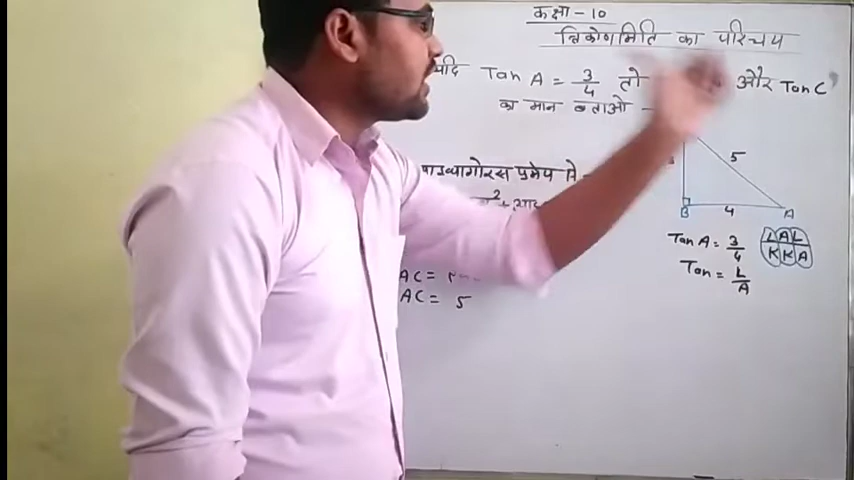 कक्षा - 10
त्रिकोणमिति का परिचय
यदि Tan A = 3/4 तो और Tan C
का मान बताओ -
5
B 4 A
पाइथागोरस प्रमेय से -
Tan A = 3/4
L A L
K K A
Tan = L/A
AC =
AC = 5